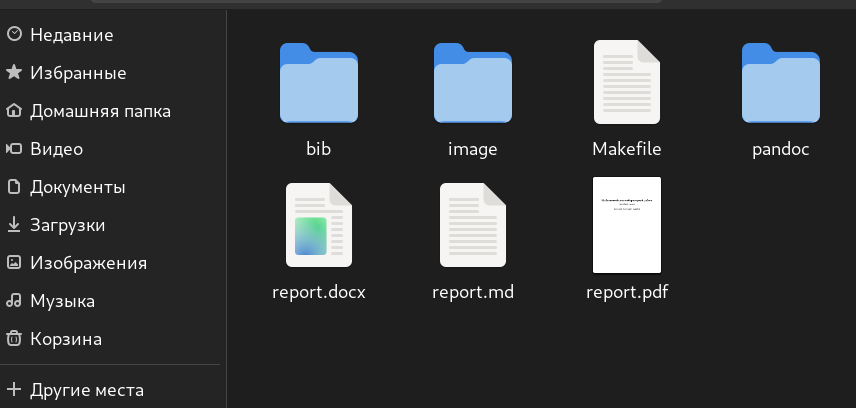 Недавние
Избранные
Домашняя папка
Видео
Документы
Загрузки
Изображения
Музыка
Корзина
Другие места
bib
image
Makefile
pandoc
report.docx
report.md
report.pdf